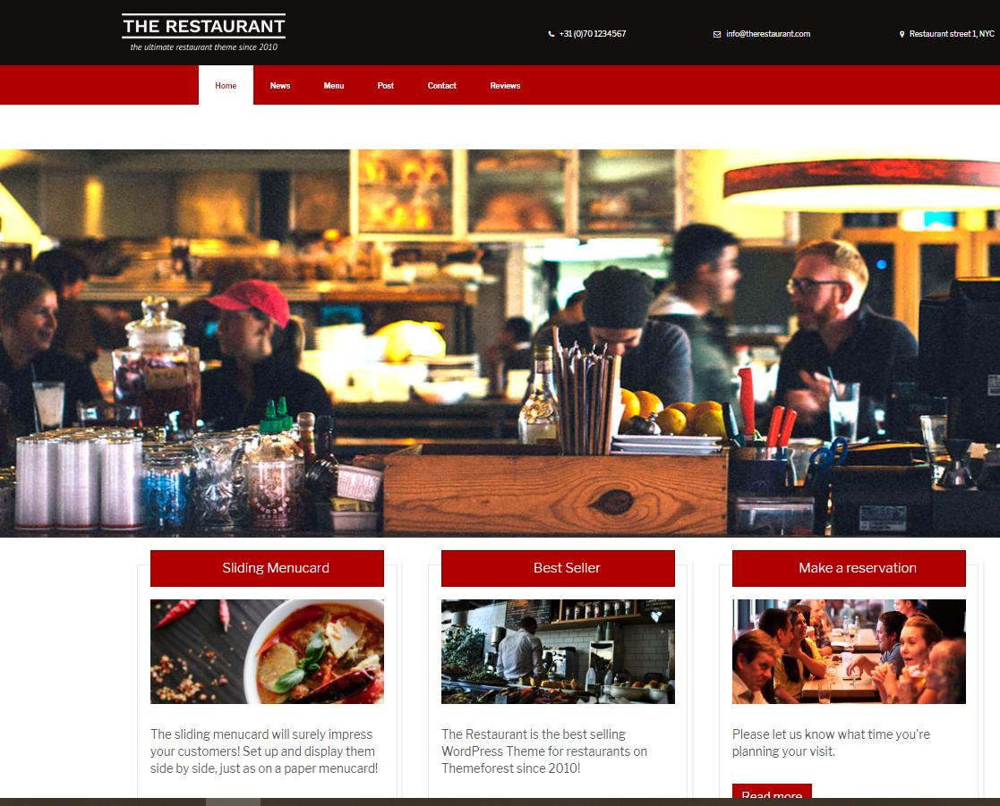 THE RESTAURANT
the ultimate restaurant theme since 2010
+31 (0)70 1234567
info@therestaurant.com
Restaurant street 1, NYC
Home News Menu Post Contact Reviews
Sliding Menucard
The sliding menucard will surely impress
your customers! Set up and display them
side by side, just as on a paper menucard!
Best Seller
The Restaurant is the best selling
WordPress Theme for restaurants on
Themeforest since 2010!
Make a reservation
Please let us know what time you're
planning your visit.
Read more